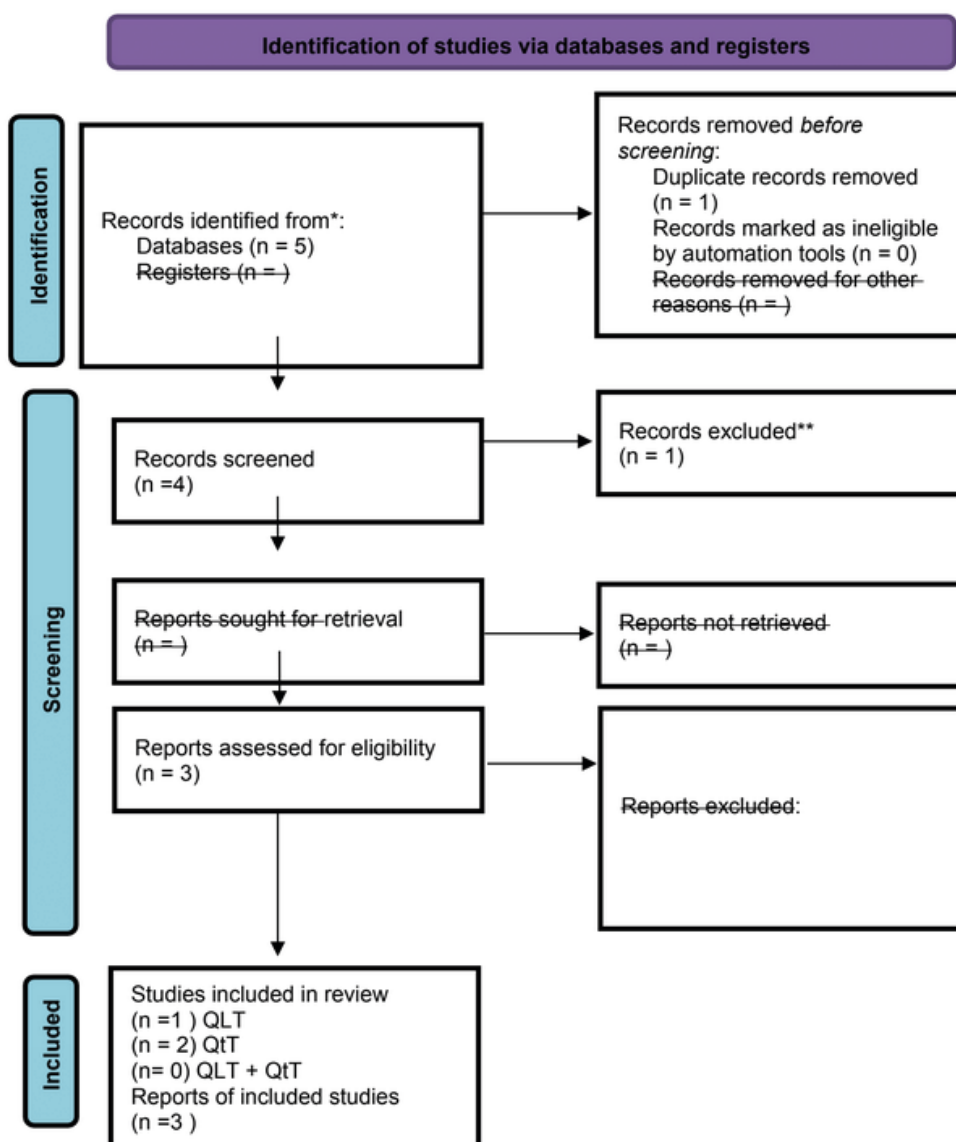 Identification of studies via databases and registers
Identification
Records identified from*:
Databases (n = 5)
Registers (n = )
Records removed before
screening:
Duplicate records removed
(n = 1)
Records marked as ineligible
by automation tools (n = 0)
Records removed for other
reasons (n = )
Screening
Records screened
(n =4)
Records excluded**
(n = 1)
Reports sought for retrieval
(n = )
Reports not retrieved
(n = )
Reports assessed for eligibility
(n = 3)
Reports excluded:
Included
Studies included in review
(n =1 ) QLT
(n = 2) QtT
(n= 0) QLT + QtT
Reports of included studies
(n =3 )